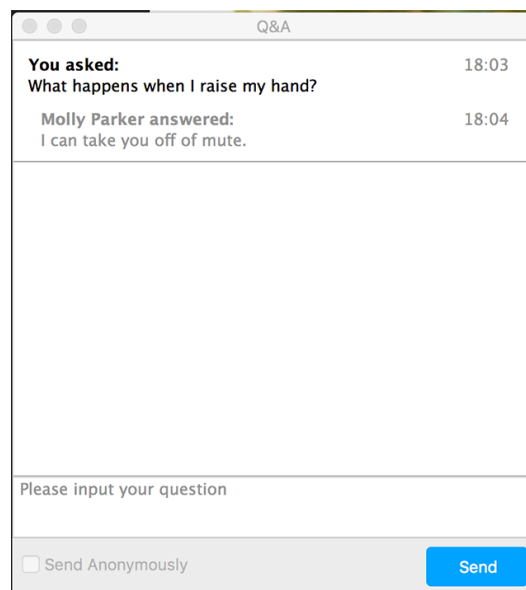 Q&A
You asked: 18:03
What happens when I raise my hand?
Molly Parker answered: 18:04
I can take you off of mute.
Please input your question
Send Anonymously
Send